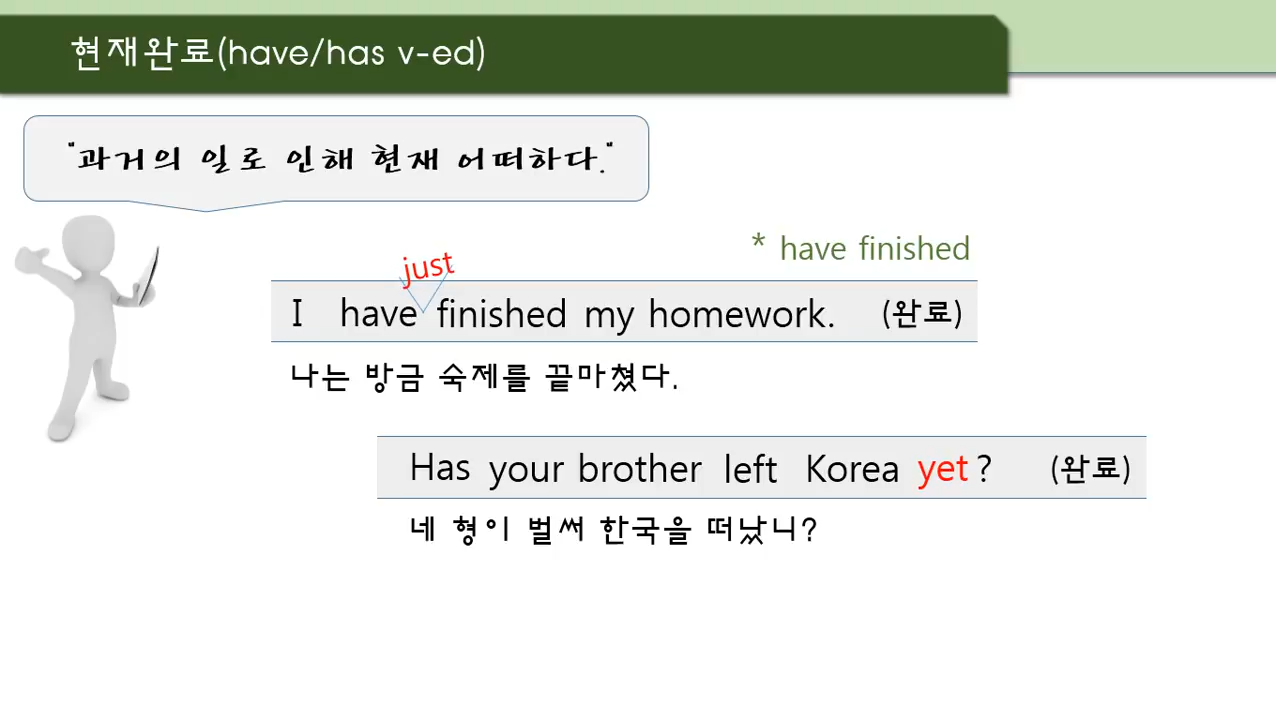 현재완료(have/has v-ed)
"과거의 일로 인해 현재 어떠하다."
* have finished
just
I have finished my homework. (완료)
나는 방금 숙제를 끝마쳤다.
Has your brother left Korea yet? (완료)
네 형이 벌써 한국을 떠났니?